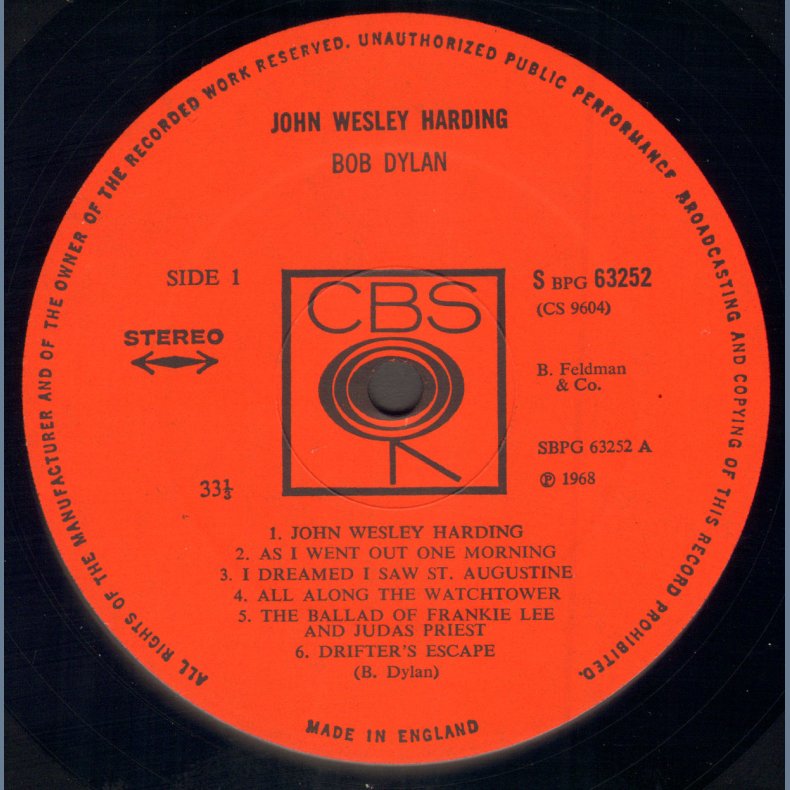 ALL RIGHTS OF THE MANUFACTURER AND OF THE OWNER OF THE RECORDED WORK RESERVED. UNAUTHORIZED PUBLIC PERFORMANCE BROADCASTING AND COPYING OF THIS RECORD PROHIBITED.
JOHN WESLEY HARDING
BOB DYLAN
SIDE 1
S BPG 63252
(CS 9604)
STEREO
CBS
B. Feldman
& Co.
SBPG 63252 A
33⅓
℗ 1968
1. JOHN WESLEY HARDING
2. AS I WENT OUT ONE MORNING
3. I DREAMED I SAW ST. AUGUSTINE
4. ALL ALONG THE WATCHTOWER
5. THE BALLAD OF FRANKIE LEE
AND JUDAS PRIEST
6. DRIFTER'S ESCAPE
(B. Dylan)
MADE IN ENGLAND